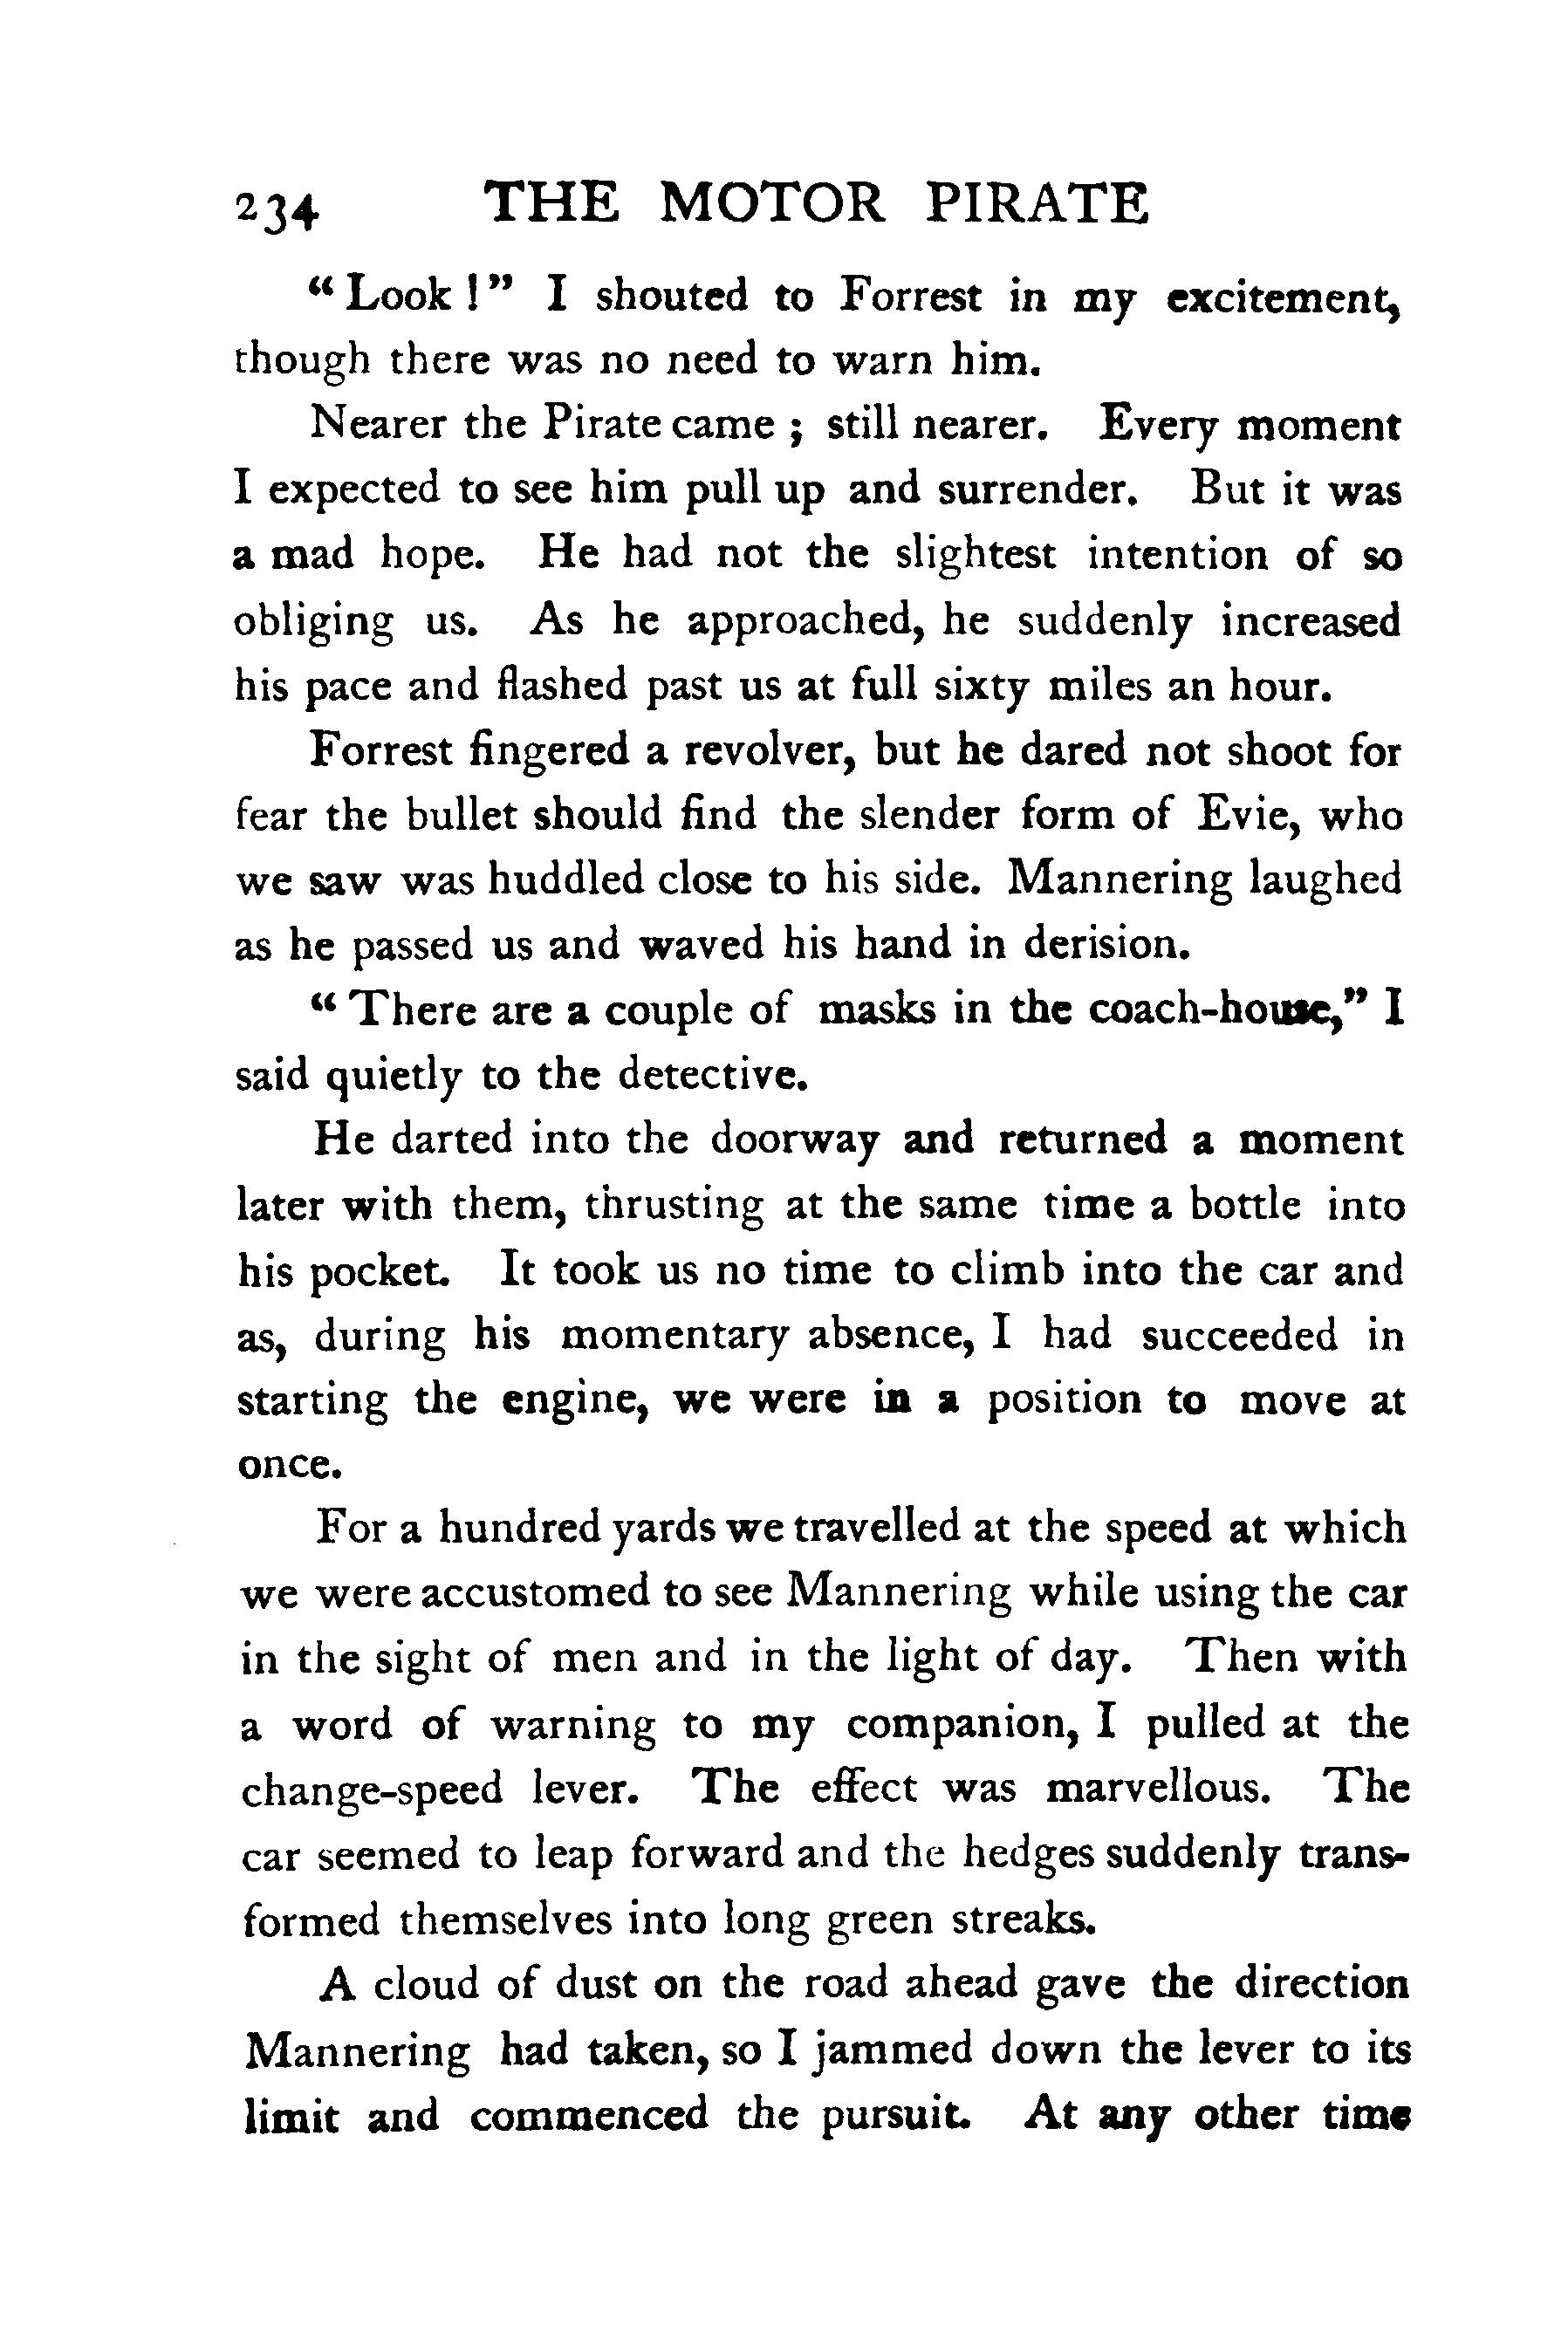 234 THE MOTOR PIRATE
“Look!” I shouted to Forrest in my excitement,
though there was no need to warn him.
Nearer the Pirate came; still nearer. Every moment
I expected to see him pull up and surrender. But it was
a mad hope. He had not the slightest intention of so
obliging us. As he approached, he suddenly increased
his pace and flashed past us at full sixty miles an hour.
Forrest fingered a revolver, but he dared not shoot for
fear the bullet should find the slender form of Evie, who
we saw was huddled close to his side. Mannering laughed
as he passed us and waved his hand in derision.
“There are a couple of masks in the coach-house,” I
said quietly to the detective.
He darted into the doorway and returned a moment
later with them, thrusting at the same time a bottle into
his pocket. It took us no time to climb into the car and
as, during his momentary absence, I had succeeded in
starting the engine, we were in a position to move at
once.
For a hundred yards we travelled at the speed at which
we were accustomed to see Mannering while using the car
in the sight of men and in the light of day. Then with
a word of warning to my companion, I pulled at the
change-speed lever. The effect was marvellous. The
car seemed to leap forward and the hedges suddenly trans-
formed themselves into long green streaks.
A cloud of dust on the road ahead gave the direction
Mannering had taken, so I jammed down the lever to its
limit and commenced the pursuit. At any other time